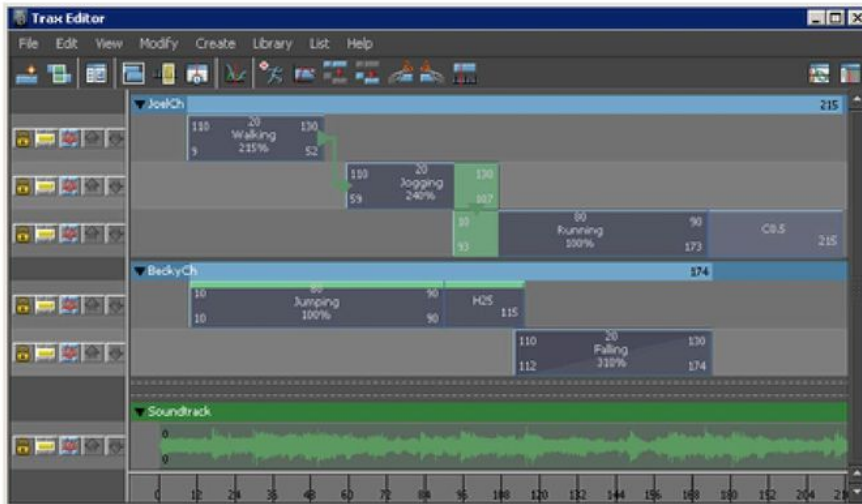 Trax Editor
File Edit View Modify Create Library List Help
JoelCh 215
110 20 130
Walking
215%
9 52
110 20 130
Jogging
240%
59 107
10 80 90
Running C0.5
100%
93 173 215
BeckyCh 174
10 80 90
Jumping H25
100%
10 90 115
110 20 130
Falling
310%
112 174
Soundtrack
0
0
0 12 24 36 48 60 72 84 96 108 120 132 144 156 168 180 192 204